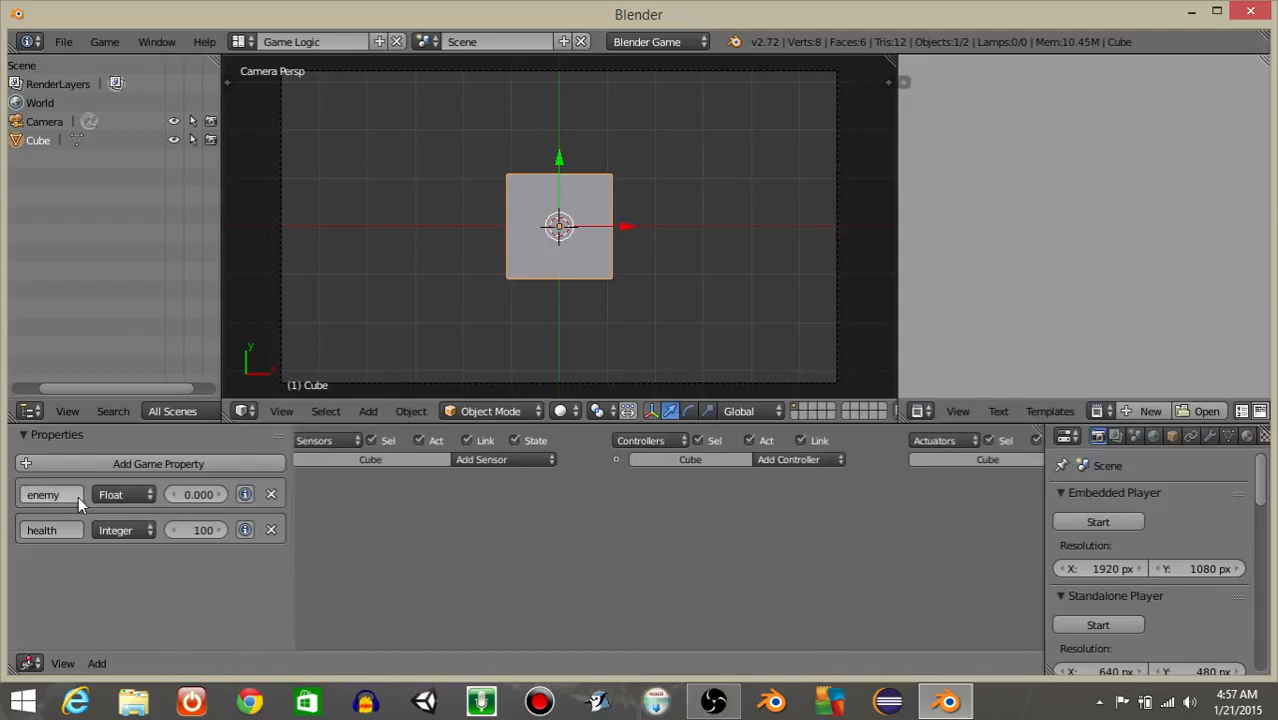 Blender
File Game Window Help Game Logic Scene Blender Game v2.72 | Verts:8 | Faces:6 | Tris:12 | Objects:1/2 | Lamps:0/0 | Mem:10.45M | Cube
Scene
RenderLayers
World
Camera
Cube
Camera Persp
y
x
(1) Cube
View Search All Scenes
View Select Add Object Object Mode Global
View Text Templates New Open
Properties
Add Game Property
enemy Float 0.000
health Integer 100
Sensors Sel Act Link State
Cube Add Sensor
Controllers Sel Act Link
Cube Add Controller
Actuators Sel
Cube
Scene
Embedded Player
Start
Resolution:
X: 1920 px Y: 1080 px
Standalone Player
Start
Resolution:
X: 640 px Y: 480 px
View Add
4:57 AM
1/21/2015